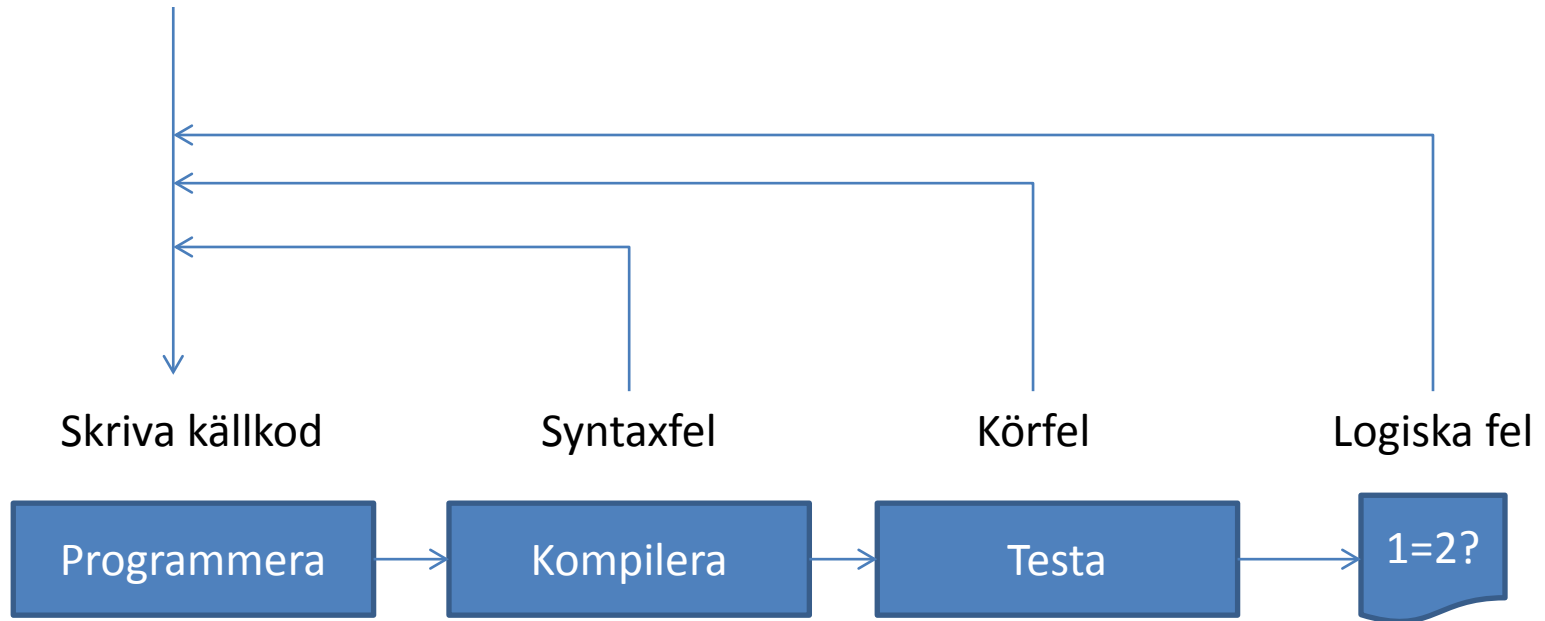 Skriva källkod
Syntaxfel
Körfel
Logiska fel
Programmera
Kompilera
Testa
1=2?